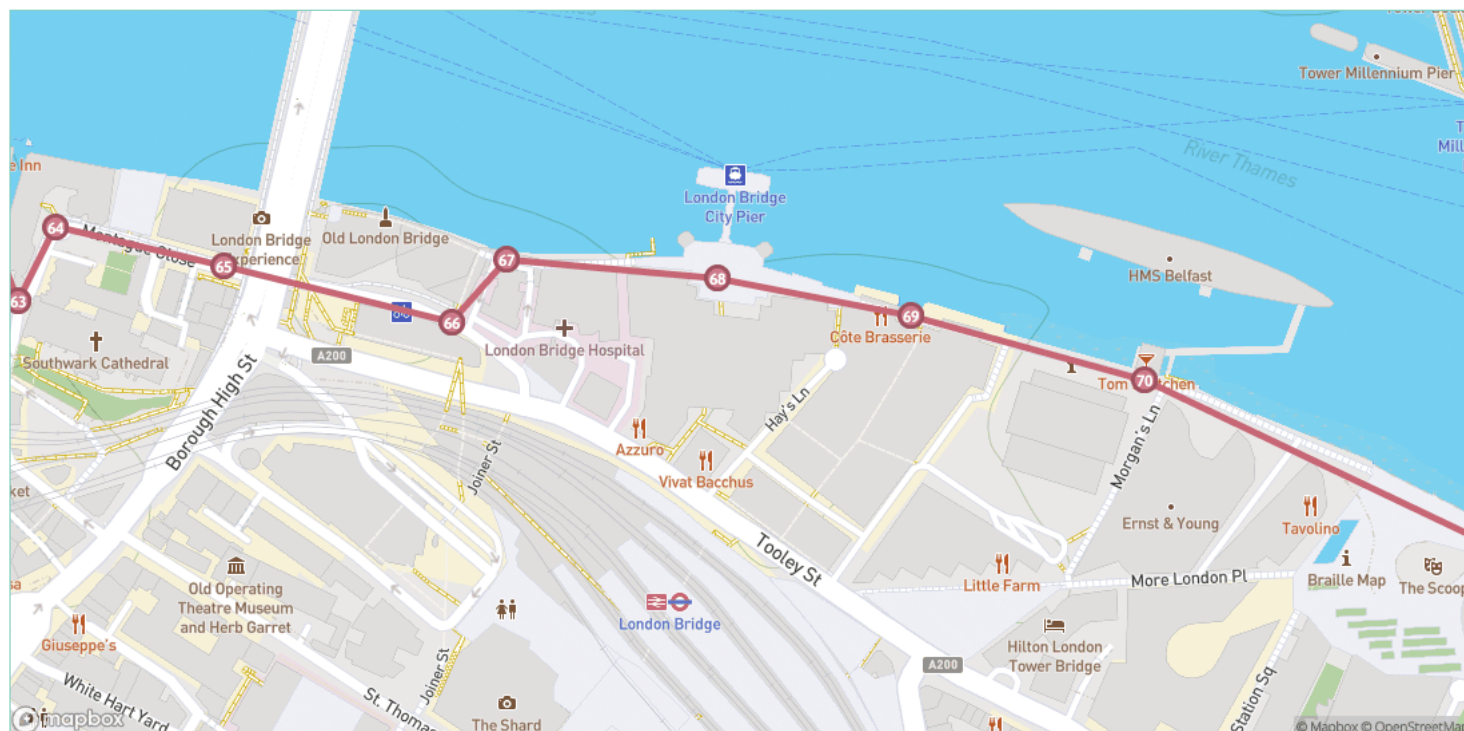 Tower Millennium Pier
River Thames
e Inn
London Bridge
City Pier
64
Montague Close
65
London Bridge
Experience
Old London Bridge
67
68
HMS Belfast
63
66
69
Southwark Cathedral
A200
London Bridge Hospital
Côte Brasserie
70
Borough High St
Hay's Ln
Morgan's Ln
Joiner St
Azzuro
Vivat Bacchus
ket
Ernst & Young
Tavolino
Tooley St
Old Operating
Theatre Museum
and Herb Garret
Little Farm
More London Pl
Braille Map
The Scoop
London Bridge
Giuseppe's
Hilton London
Tower Bridge
A200
Joiner St
White Hart Yard
St. Thomas
The Shard
Station Sq
mapbox
© Mapbox © OpenStreetMap